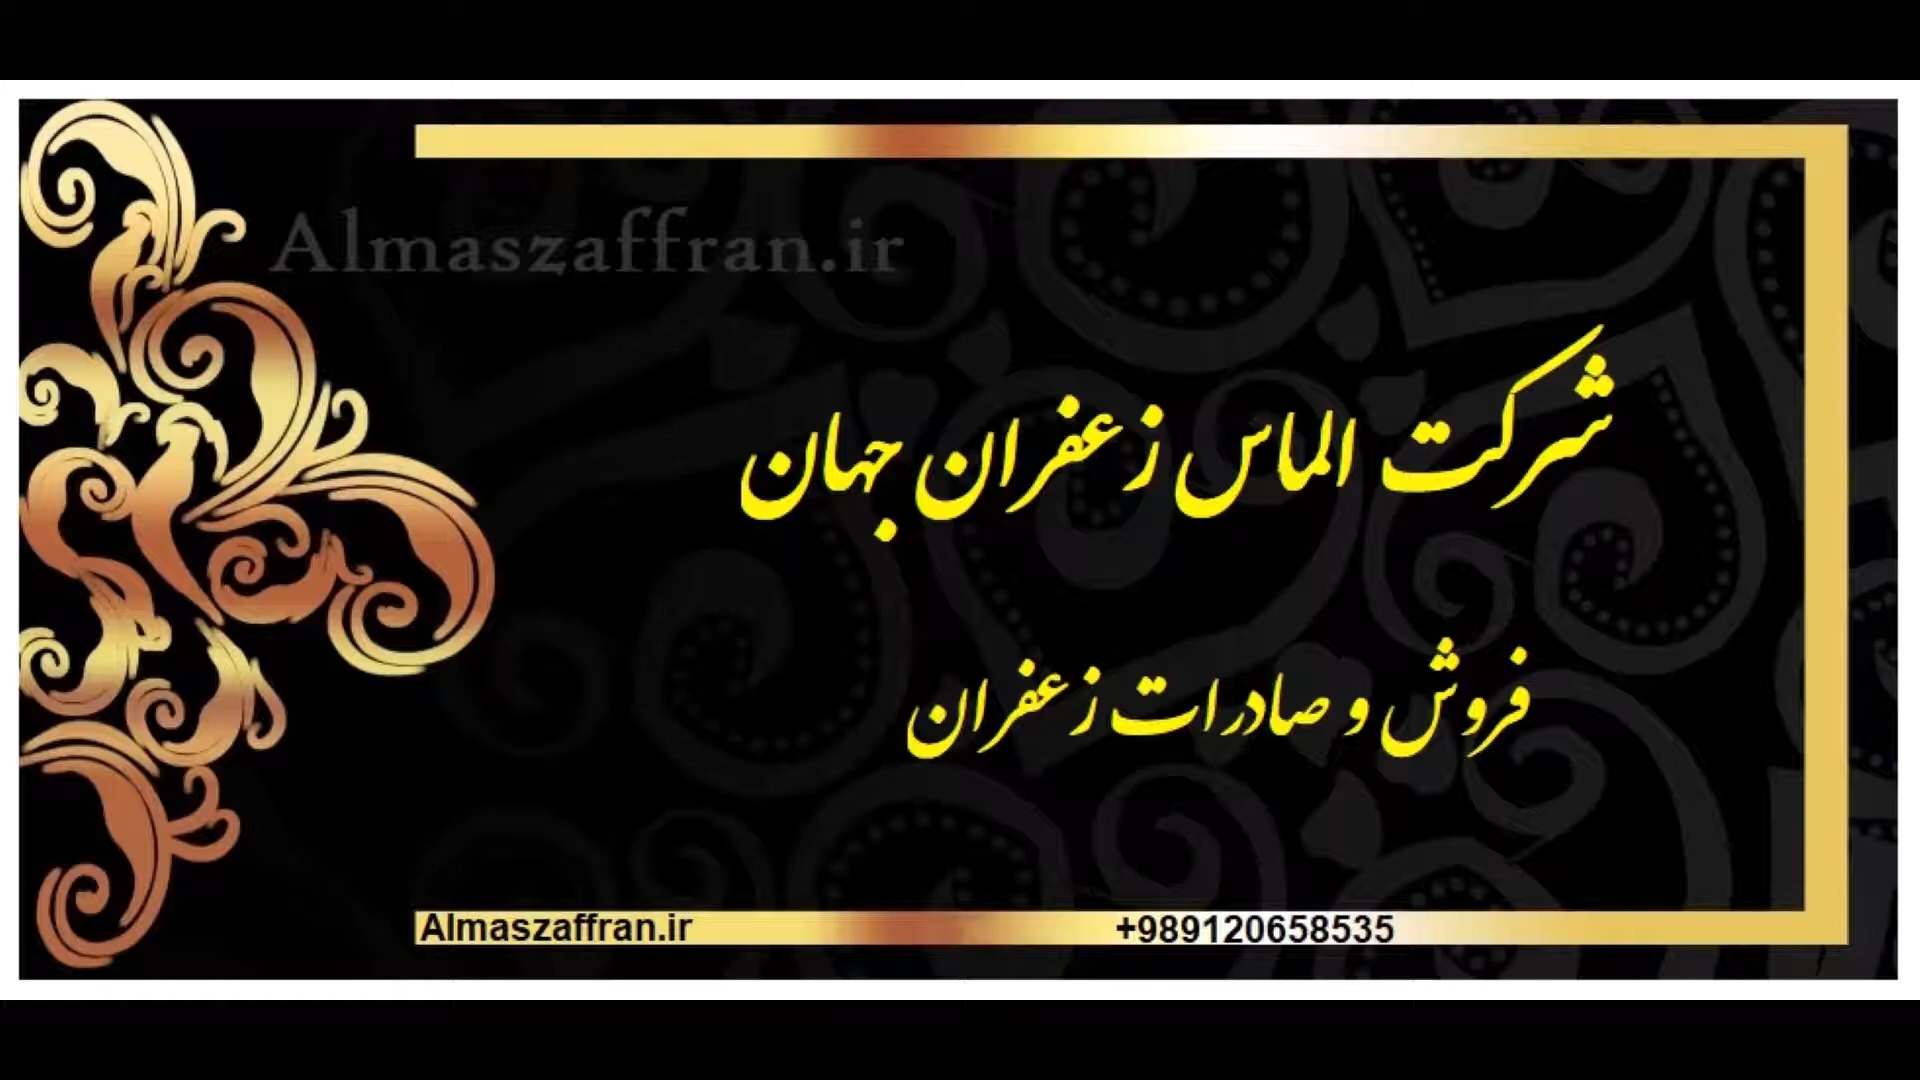 Almaszaffran.ir
شرکت الماس زعفران جهان
فروش و صادرات زعفران
Almaszaffran.ir
+989120658535